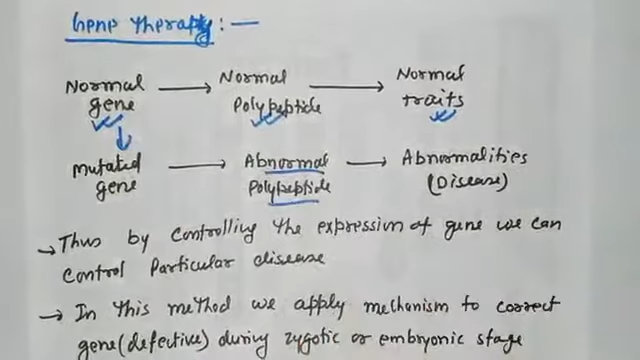 Gene therapy :—
Normal gene → Normal Polypeptide → Normal traits
Mutated gene → Abnormal Polypeptide → Abnormalities (Disease)
→ Thus by controlling the expression of gene we can
control particular disease
→ In this method we apply mechanism to correct
gene (defective) during zygotic or embryonic stage